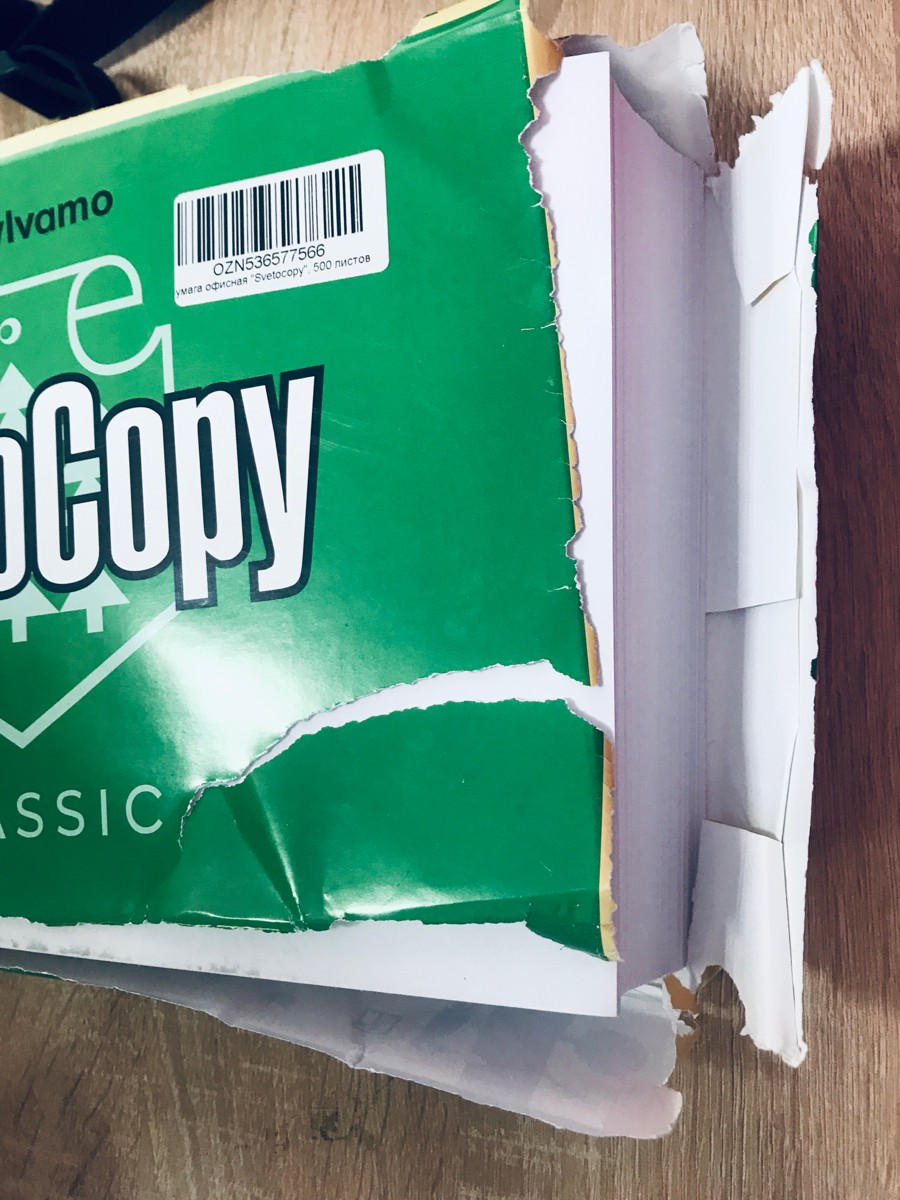 ylvamo
OZN536577566
умага офисная "Svetocopy", 500 листов
e
oCopy
ASSIC